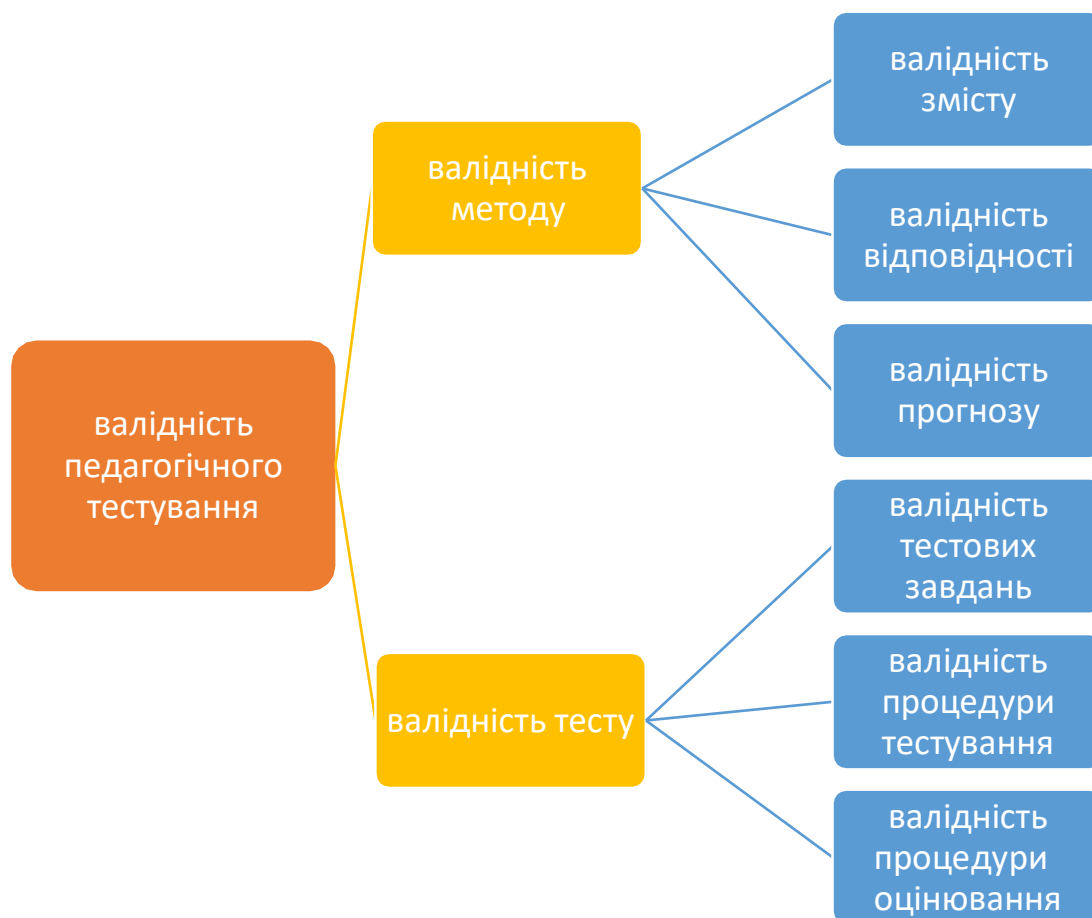 валідність
педагогічного
тестування
валідність
методу
валідність
змісту
валідність
відповідності
валідність
прогнозу
валідність тесту
валідність
тестових
завдань
валідність
процедури
тестування
валідність
процедури
оцінювання